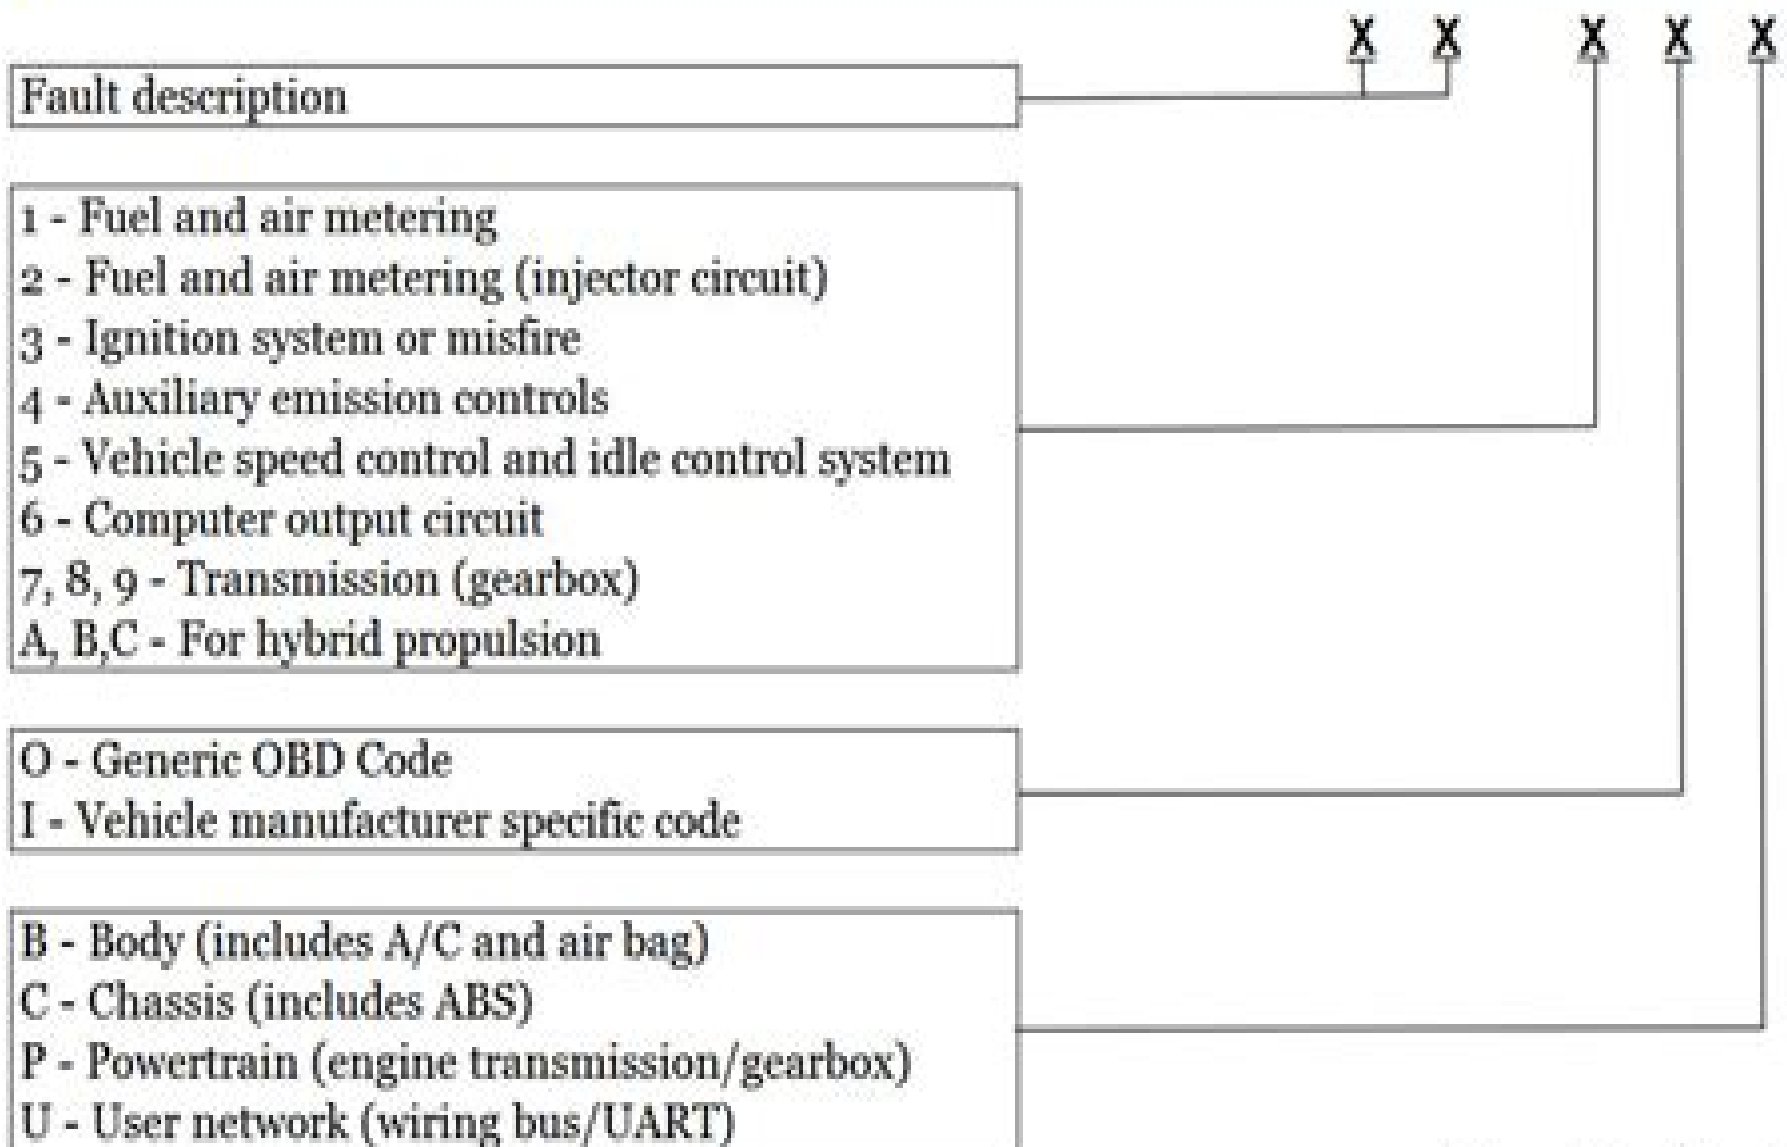 X X X X X
Fault description
1 - Fuel and air metering
2 - Fuel and air metering (injector circuit)
3 - Ignition system or misfire
4 - Auxiliary emission controls
5 - Vehicle speed control and idle control system
6 - Computer output circuit
7, 8, 9 - Transmission (gearbox)
A, B,C - For hybrid propulsion
O - Generic OBD Code
I - Vehicle manufacturer specific code
B - Body (includes A/C and air bag)
C - Chassis (includes ABS)
P - Powertrain (engine transmission/gearbox)
U - User network (wiring bus/UART)